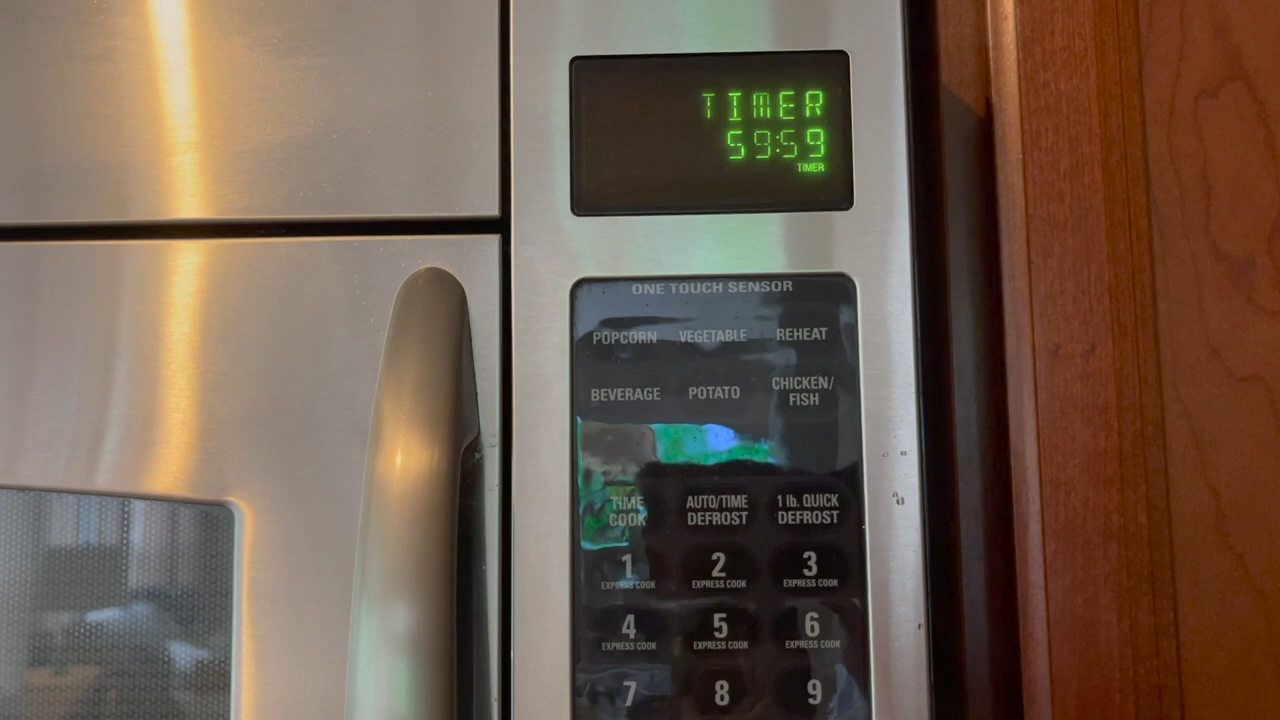 TIMER
59:59
TIMER
ONE TOUCH SENSOR
POPCORN VEGETABLE REHEAT
BEVERAGE POTATO CHICKEN/
FISH
TIME AUTO/TIME 1 lb. QUICK
COOK DEFROST DEFROST
1 2 3
EXPRESS COOK EXPRESS COOK EXPRESS COOK
4 5 6
EXPRESS COOK EXPRESS COOK EXPRESS COOK
7 8 9